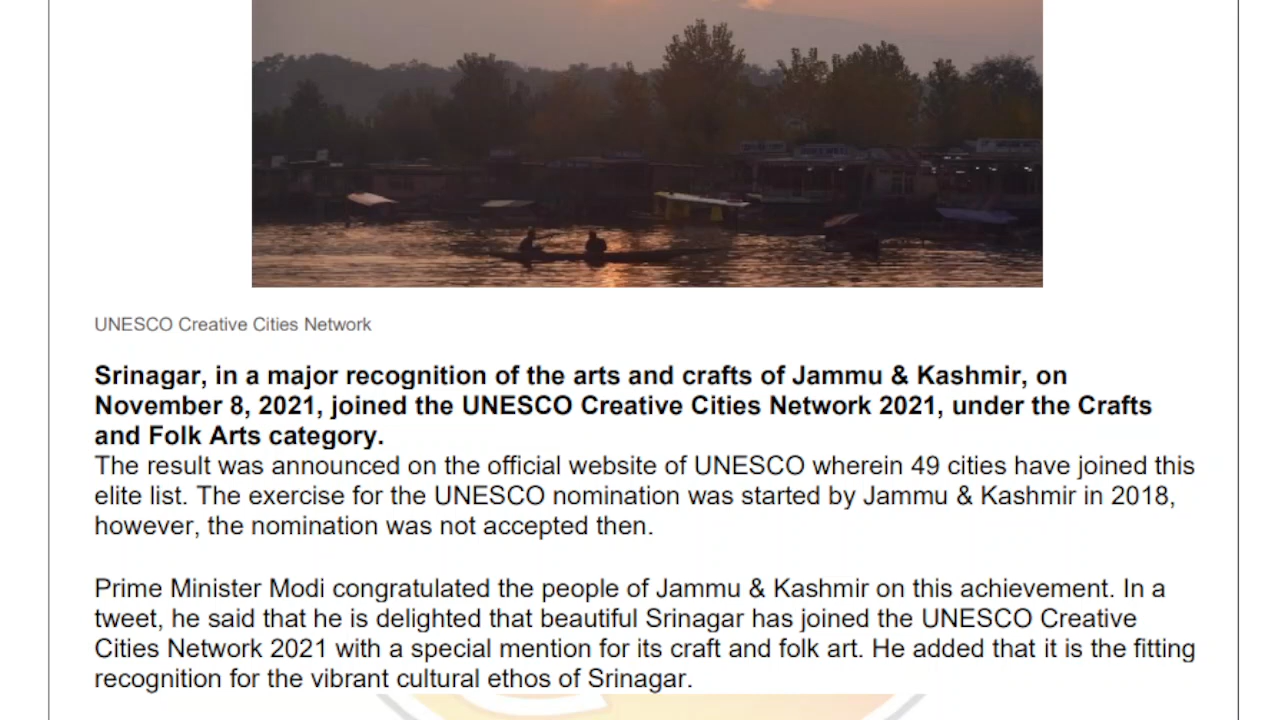 UNESCO Creative Cities Network
Srinagar, in a major recognition of the arts and crafts of Jammu & Kashmir, on
November 8, 2021, joined the UNESCO Creative Cities Network 2021, under the Crafts
and Folk Arts category.
The result was announced on the official website of UNESCO wherein 49 cities have joined this
elite list. The exercise for the UNESCO nomination was started by Jammu & Kashmir in 2018,
however, the nomination was not accepted then.
Prime Minister Modi congratulated the people of Jammu & Kashmir on this achievement. In a
tweet, he said that he is delighted that beautiful Srinagar has joined the UNESCO Creative
Cities Network 2021 with a special mention for its craft and folk art. He added that it is the fitting
recognition for the vibrant cultural ethos of Srinagar.